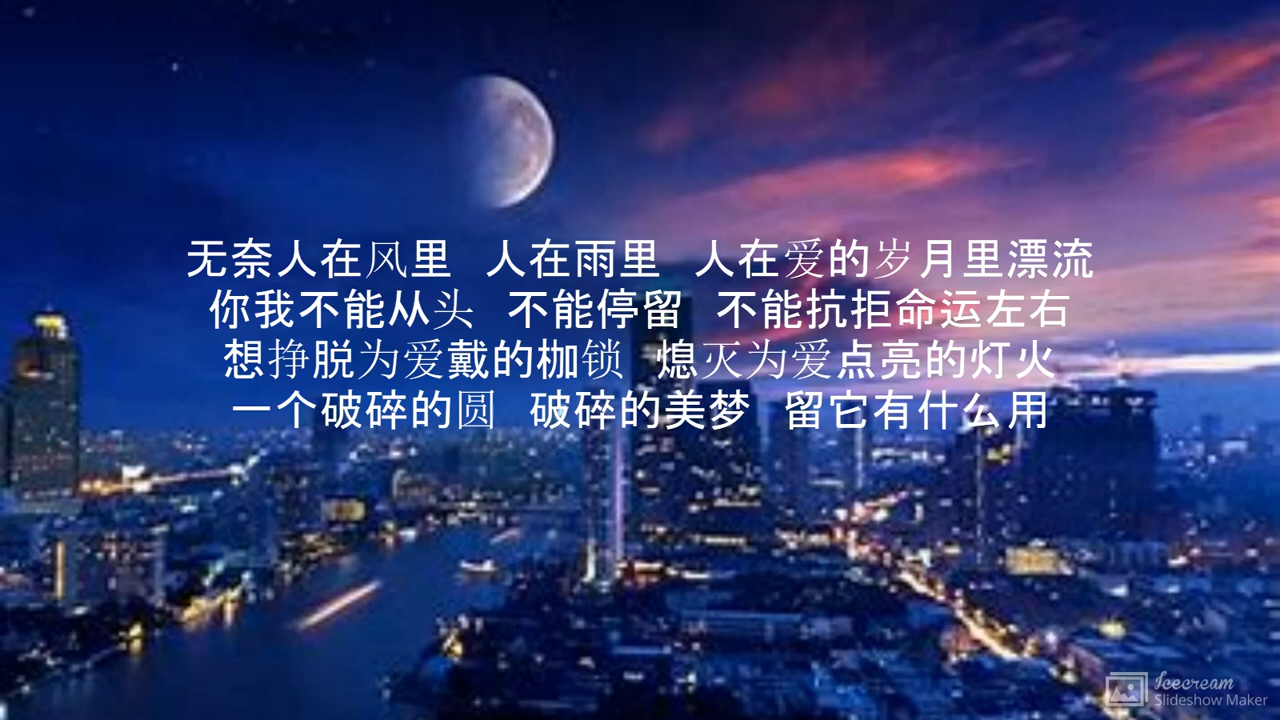 无奈人在风里 人在雨里 人在爱的岁月里漂流
你我不能从头 不能停留 不能抗拒命运左右
想挣脱为爱戴的枷锁 熄灭为爱点亮的灯火
一个破碎的圆 破碎的美梦 留它有什么用
Icecream
Slideshow Maker